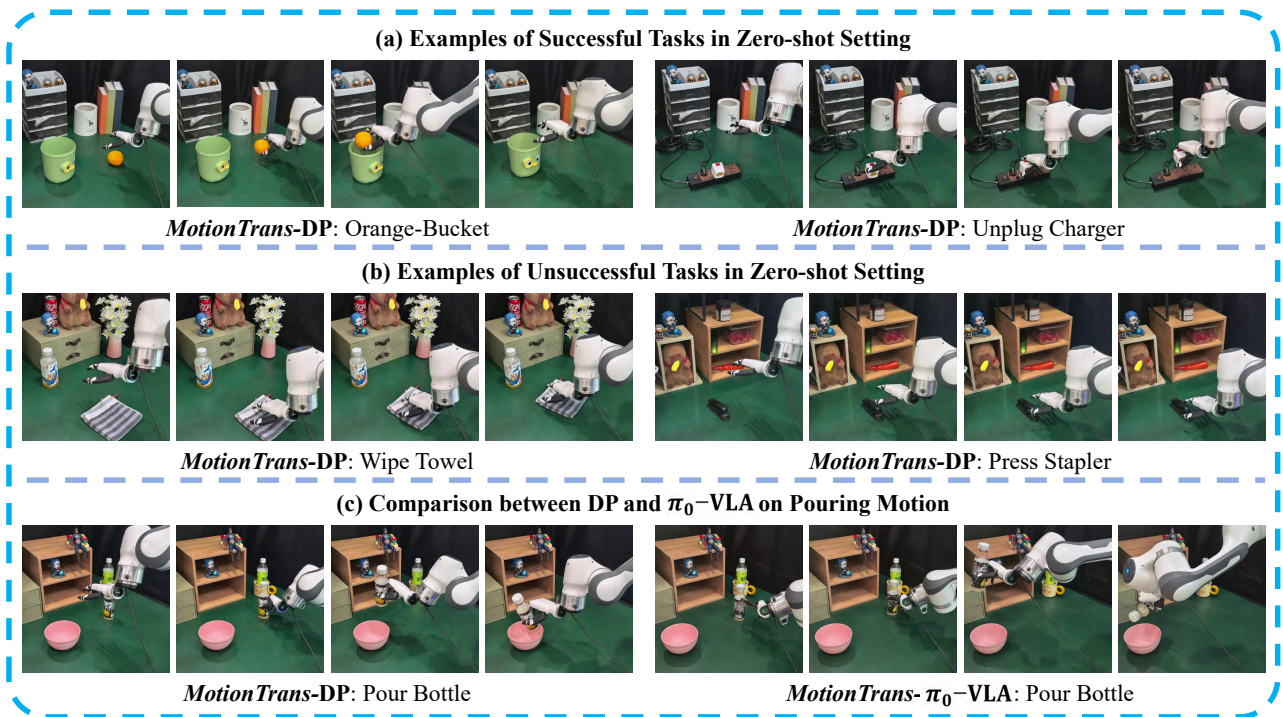 (a) Examples of Successful Tasks in Zero-shot Setting
MotionTrans-DP: Orange-Bucket
MotionTrans-DP: Unplug Charger
(b) Examples of Unsuccessful Tasks in Zero-shot Setting
MotionTrans-DP: Wipe Towel
MotionTrans-DP: Press Stapler
(c) Comparison between DP and π₀−VLA on Pouring Motion
MotionTrans-DP: Pour Bottle
MotionTrans- π₀−VLA: Pour Bottle